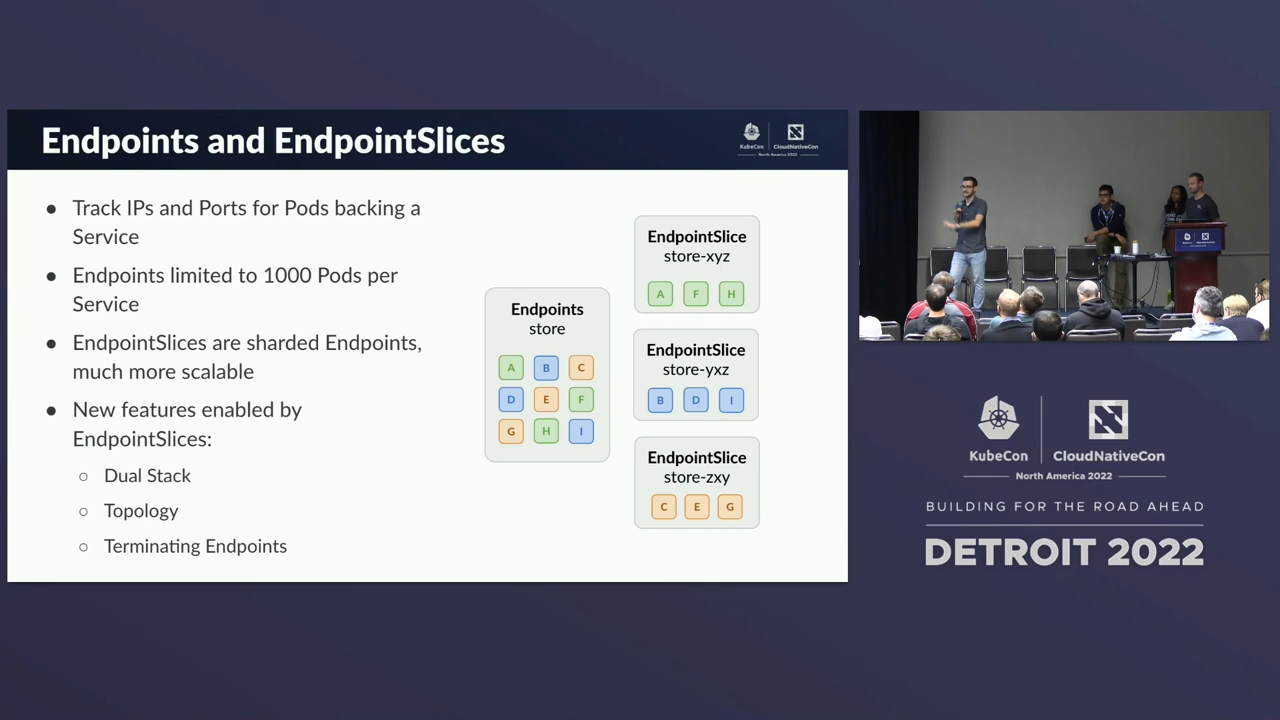 Endpoints and EndpointSlices
KubeCon
CloudNativeCon
North America 2022
● Track IPs and Ports for Pods backing a
Service
● Endpoints limited to 1000 Pods per
Service
● EndpointSlices are sharded Endpoints,
much more scalable
● New features enabled by
EndpointSlices:
○ Dual Stack
○ Topology
○ Terminating Endpoints
Endpoints
store
A B C
D E F
G H I
EndpointSlice
store-xyz
A F H
EndpointSlice
store-yxz
B D I
EndpointSlice
store-zxy
C E G
KubeCon
CloudNativeCon
North America 2022
BUILDING FOR THE ROAD AHEAD
DETROIT 2022